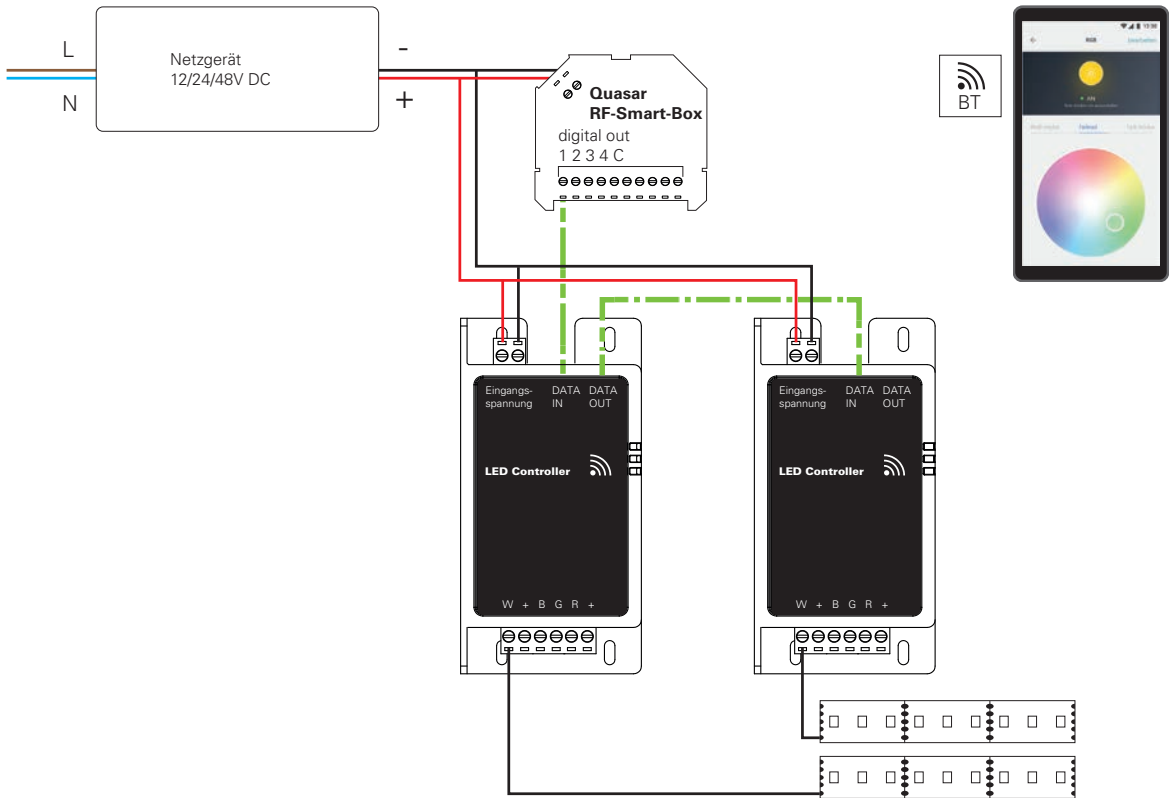 L
N
Netzgerät
12/24/48V DC
-
+
Quasar
RF-Smart-Box
digital out
1 2 3 4 C
BT
RGB
Eingangs-
spannung
DATA
IN
DATA
OUT
LED Controller
W + B G R +
Eingangs-
spannung
DATA
IN
DATA
OUT
LED Controller
W + B G R +